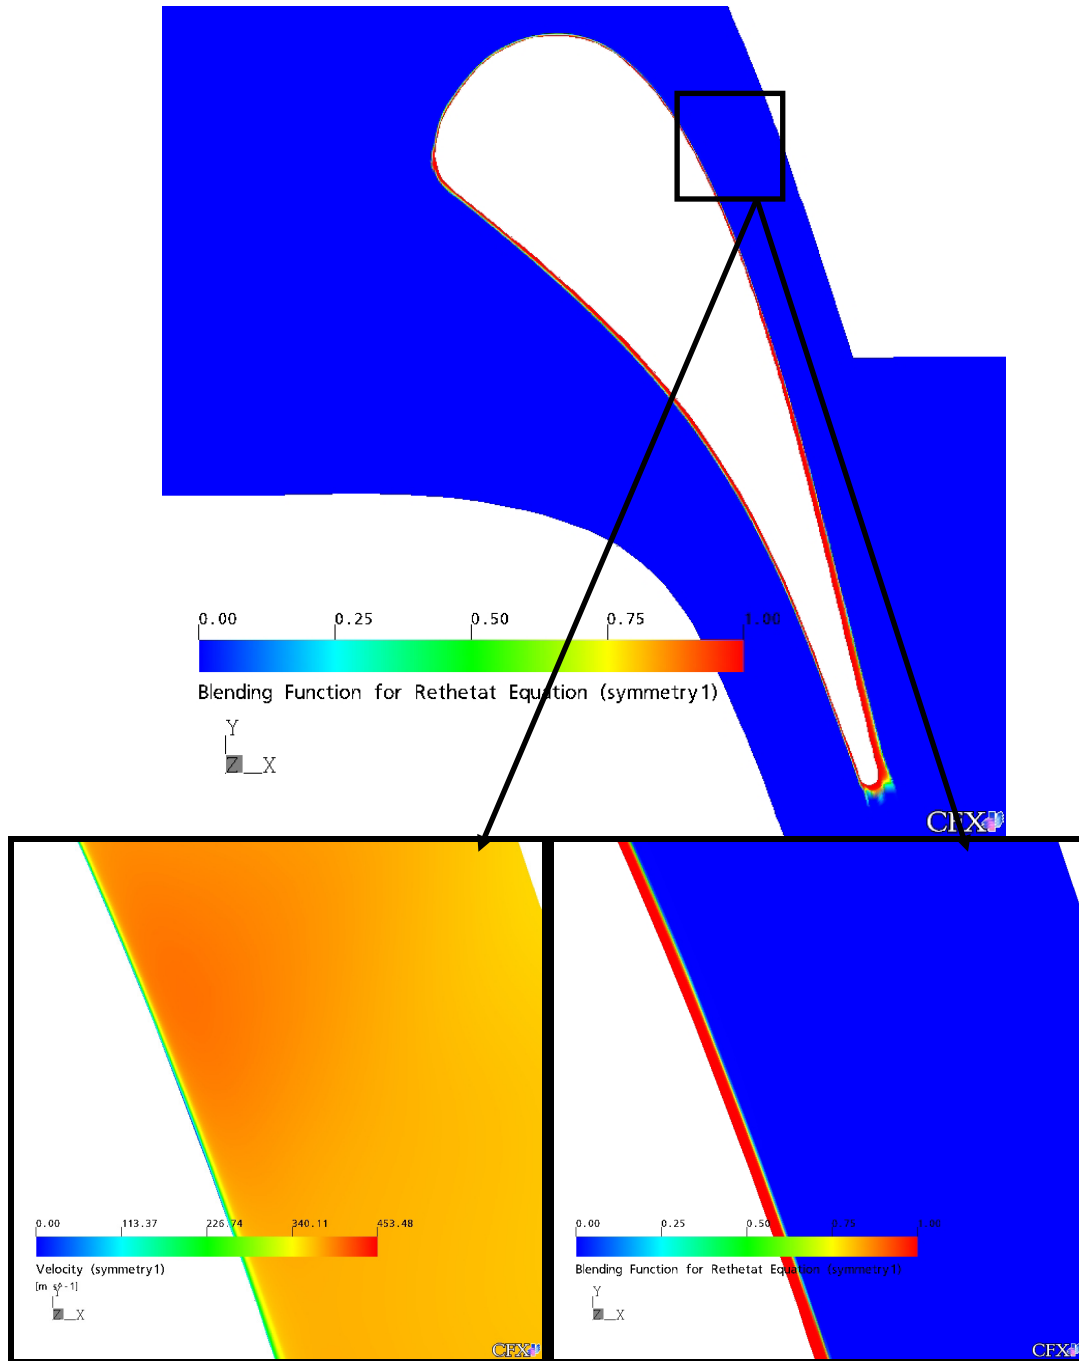 0.00 0.25 0.50 0.75 1.00
Blending Function for Rethetat Equation (symmetry1)
Y
Z X
CFX
0.00 113.37 226.74 340.11 453.48
Velocity (symmetry1)
[m s^-1]
Y
Z X
CFX
0.00 0.25 0.50 0.75 1.00
Blending Function for Rethetat Equation (symmetry1)
Y
Z X
CFX